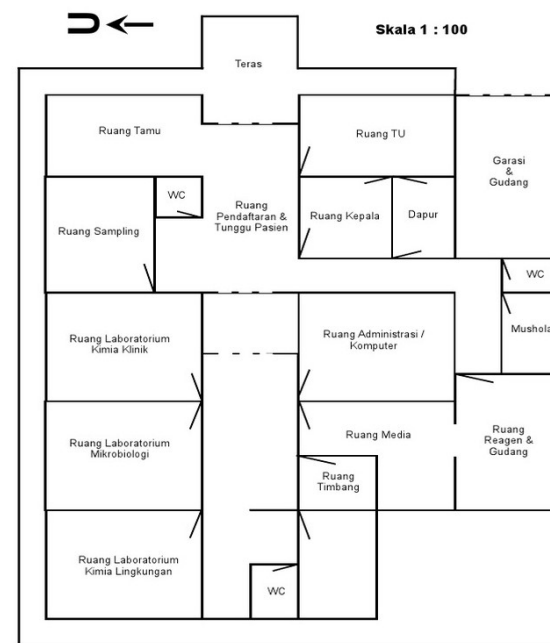 Skala 1 : 100
Teras
Ruang Tamu
Ruang TU
Garasi
&
Gudang
WC
Ruang
Pendaftaran &
Tunggu Pasien
Ruang Kepala
Dapur
Ruang Sampling
WC
Mushola
Ruang Laboratorium
Kimia Klinik
Ruang Administrasi /
Komputer
Ruang Laboratorium
Mikrobiologi
Ruang Media
Ruang
Reagen &
Gudang
Ruang
Timbang
Ruang Laboratorium
Kimia Lingkungan
WC